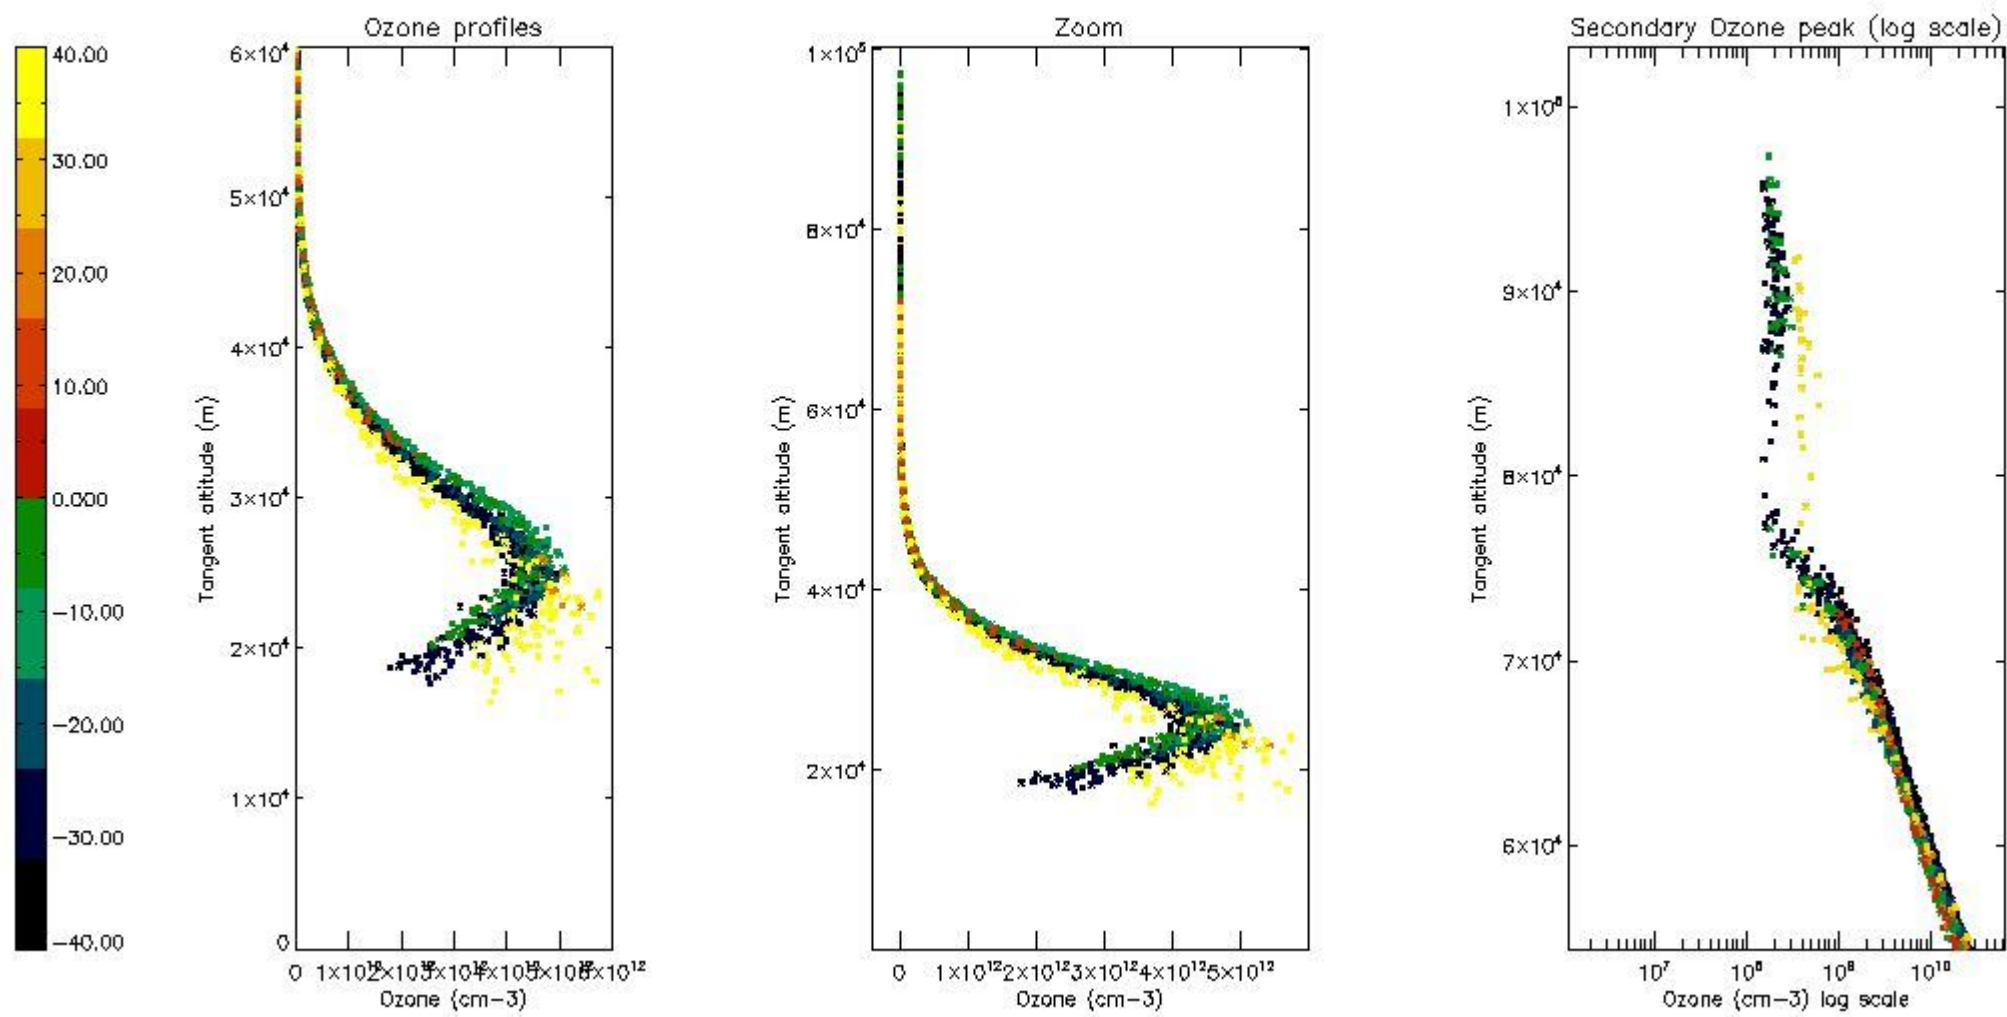 Ozone profiles
Zoom
Secondary Ozone peak (log scale)
40.00
30.00
20.00
10.00
0.000
−10.00
−20.00
−30.00
−40.00
6×10⁴
5×10⁴
4×10⁴
3×10⁴
2×10⁴
1×10⁴
0
Tangent altitude (m)
0 1×10¹²
Ozone (cm−3)
1×10⁵
8×10⁴
6×10⁴
4×10⁴
2×10⁴
Tangent altitude (m)
0 1×10¹² 2×10¹² 3×10¹² 4×10¹² 5×10¹²
Ozone (cm−3)
1×10⁵
9×10⁴
8×10⁴
7×10⁴
6×10⁴
Tangent altitude (m)
10⁷ 10⁸ 10⁹ 10¹⁰
Ozone (cm−3) log scale